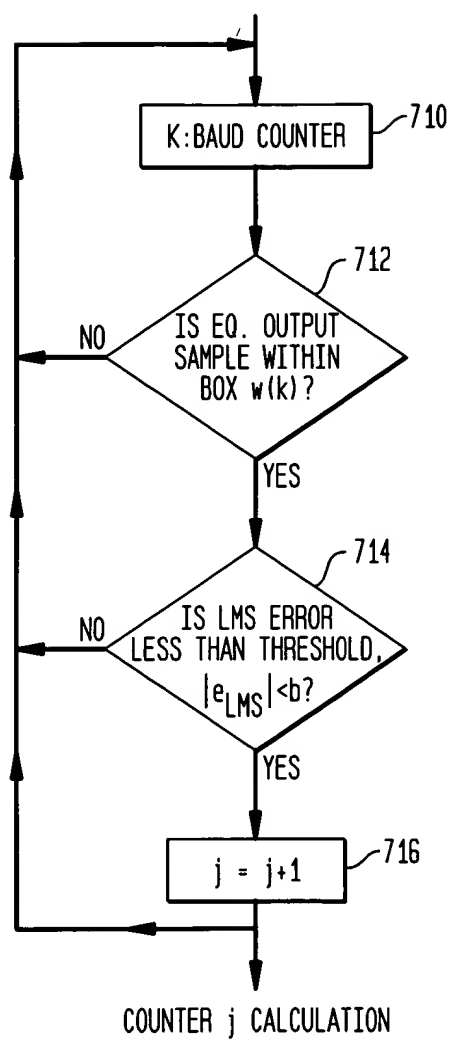 K:BAUD COUNTER
710
712
IS EQ. OUTPUT
SAMPLE WITHIN
BOX w(k)?
NO
YES
714
IS LMS ERROR
LESS THAN THRESHOLD,
|eLMS|<b?
NO
YES
j = j+1
716
COUNTER j CALCULATION